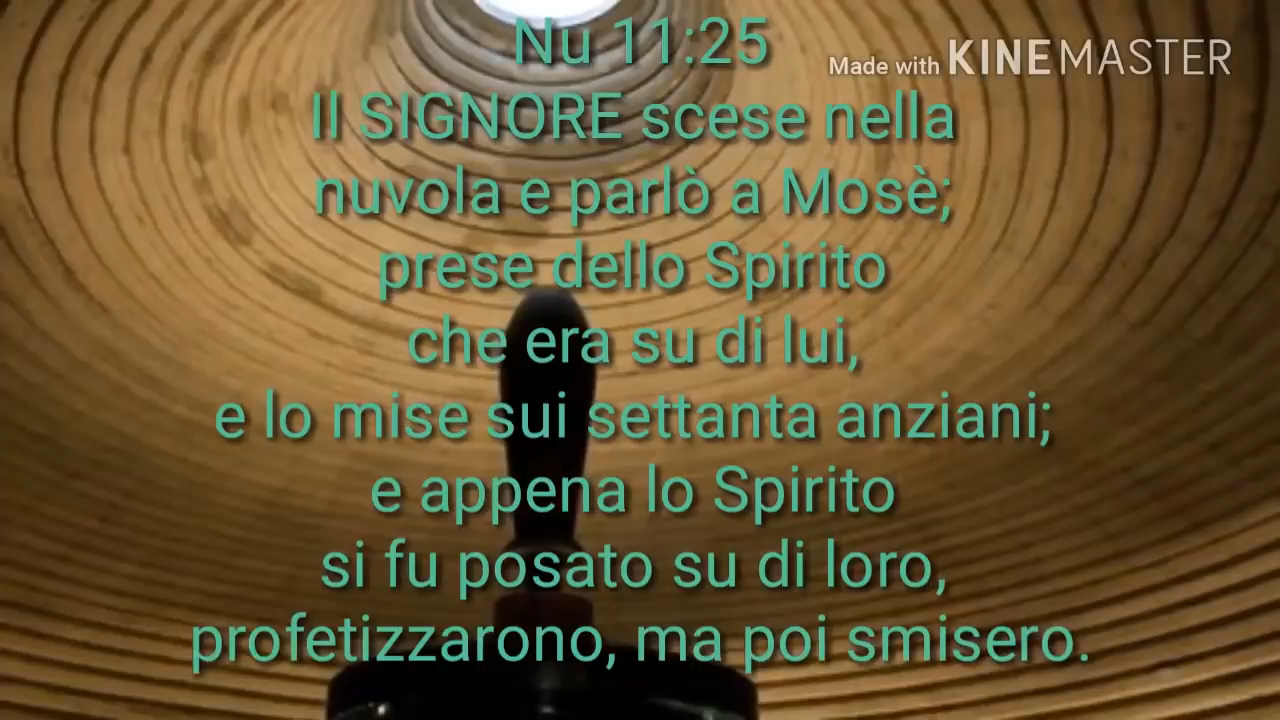 Nu 11:25
Made with KINEMASTER
Il SIGNORE scese nella
nuvola e parlò a Mosè;
prese dello Spirito
che era su di lui,
e lo mise sui settanta anziani;
e appena lo Spirito
si fu posato su di loro,
profetizzarono, ma poi smisero.